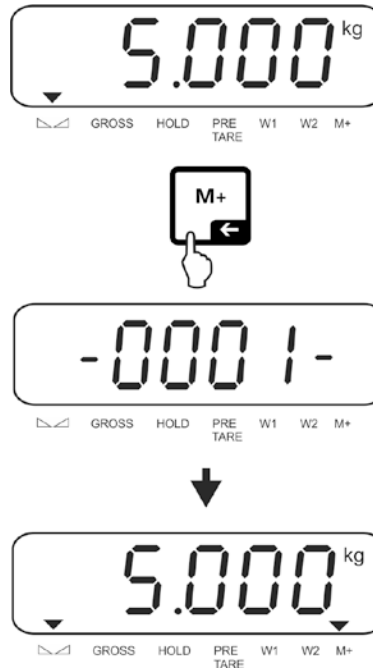 5.000 kg
GROSS HOLD PRE TARE W1 W2 M+
M+
-0001-
GROSS HOLD PRE TARE W1 W2 M+
5.000 kg
GROSS HOLD PRE TARE W1 W2 M+